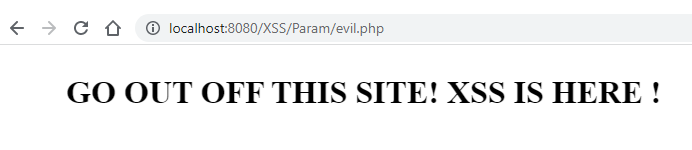 localhost:8080/XSS/Param/evil.php
GO OUT OFF THIS SITE! XSS IS HERE !